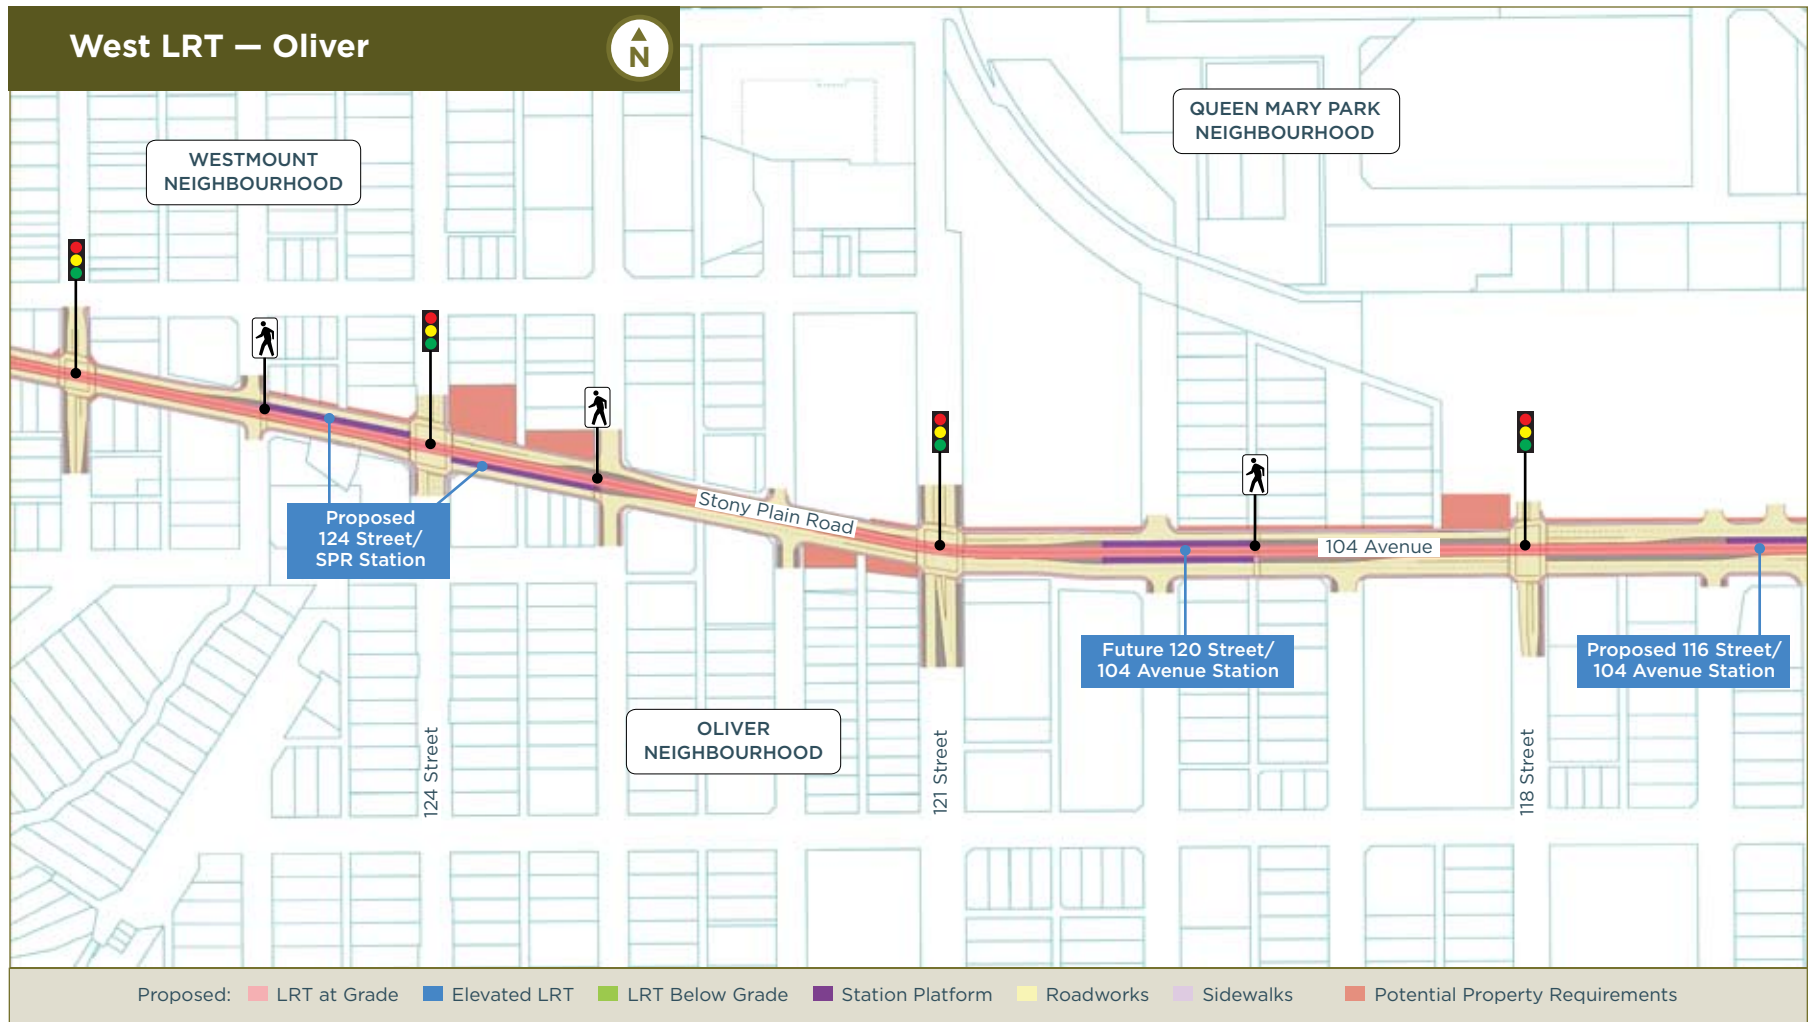 West LRT — Oliver
N
QUEEN MARY PARK
NEIGHBOURHOOD
WESTMOUNT
NEIGHBOURHOOD
Stony Plain Road
104 Avenue
Proposed
124 Street/
SPR Station
Future 120 Street/
104 Avenue Station
Proposed 116 Street/
104 Avenue Station
OLIVER
NEIGHBOURHOOD
124 Street
121 Street
118 Street
Proposed: LRT at Grade Elevated LRT LRT Below Grade Station Platform Roadworks Sidewalks Potential Property Requirements